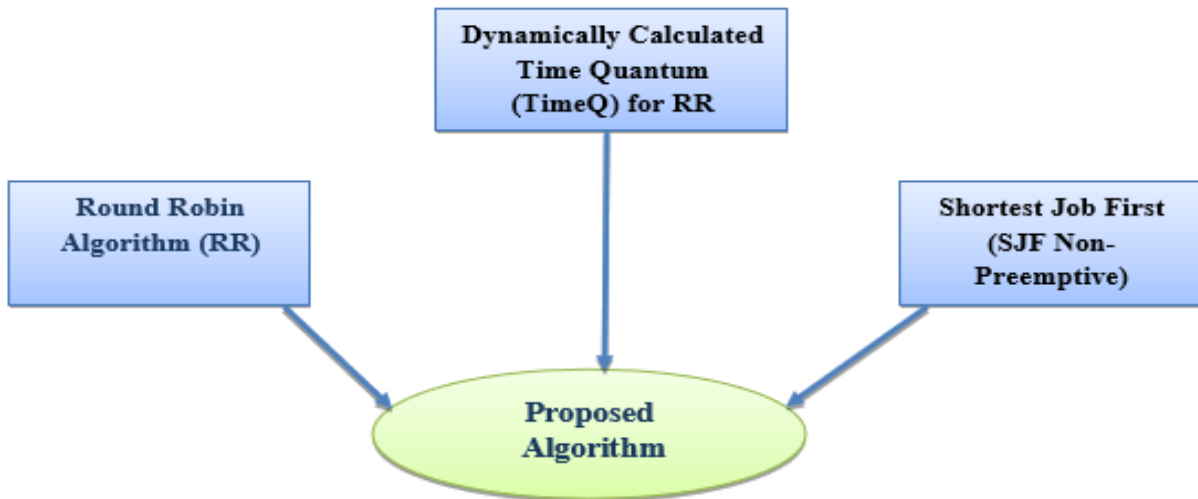 Dynamically Calculated
Time Quantum
(TimeQ) for RR
Round Robin
Algorithm (RR)
Shortest Job First
(SJF Non-
Preemptive)
Proposed
Algorithm